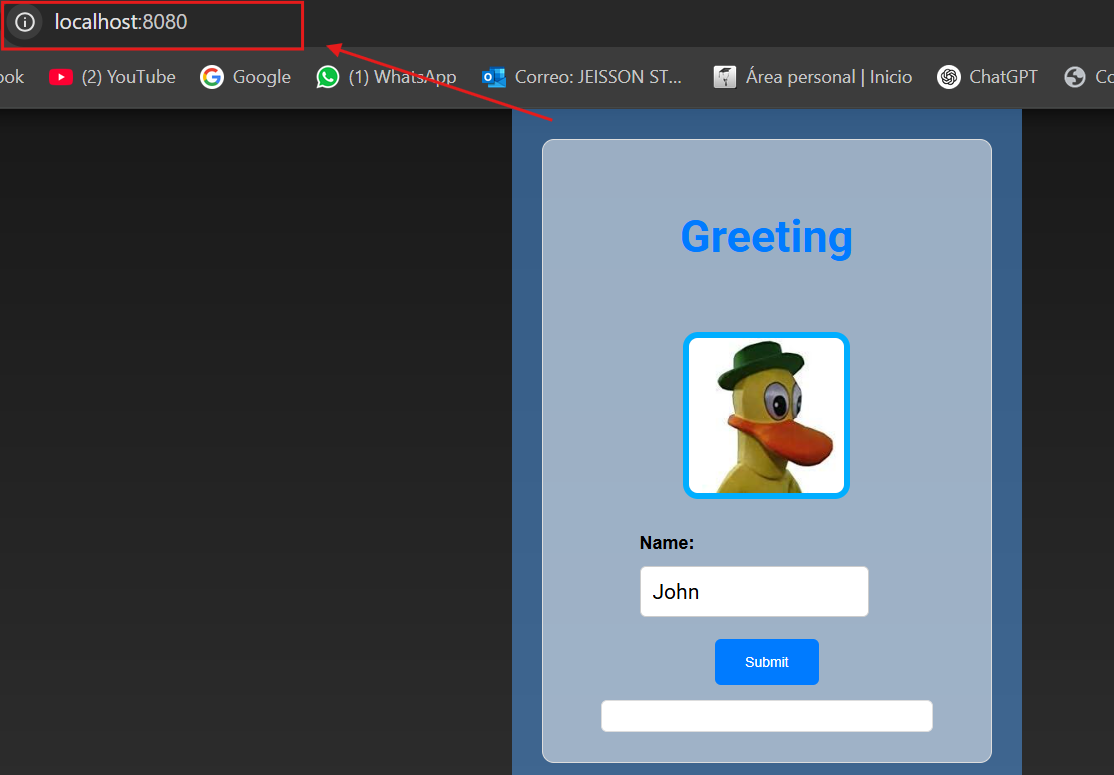 localhost:8080
ook (2) YouTube Google (1) WhatsApp Correo: JEISSON ST... Área personal | Inicio ChatGPT Co
Greeting
Name:
John
Submit